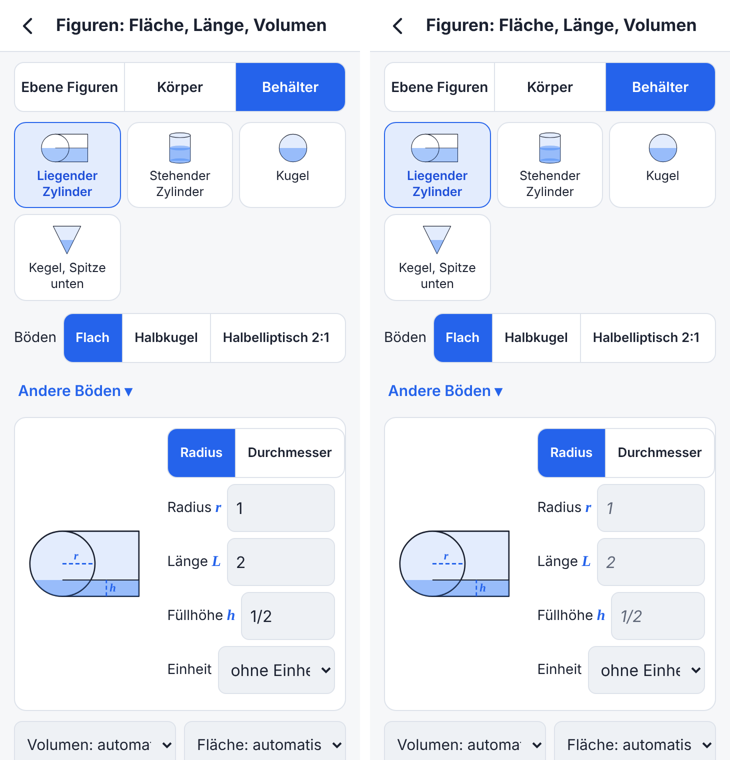 Figuren: Fläche, Länge, Volumen
Ebene Figuren Körper Behälter
Liegender Zylinder
Stehender Zylinder
Kugel
Kegel, Spitze unten
Böden Flach Halbkugel Halbelliptisch 2:1
Andere Böden ▾
Radius Durchmesser
Radius r 1
Länge L 2
Füllhöhe h 1/2
Einheit ohne Einhe
r
h
Volumen: automa
Fläche: automatis
Figuren: Fläche, Länge, Volumen
Ebene Figuren Körper Behälter
Liegender Zylinder
Stehender Zylinder
Kugel
Kegel, Spitze unten
Böden Flach Halbkugel Halbelliptisch 2:1
Andere Böden ▾
Radius Durchmesser
Radius r 1
Länge L 2
Füllhöhe h 1/2
Einheit ohne Einhe
r
h
Volumen: automa
Fläche: automatis